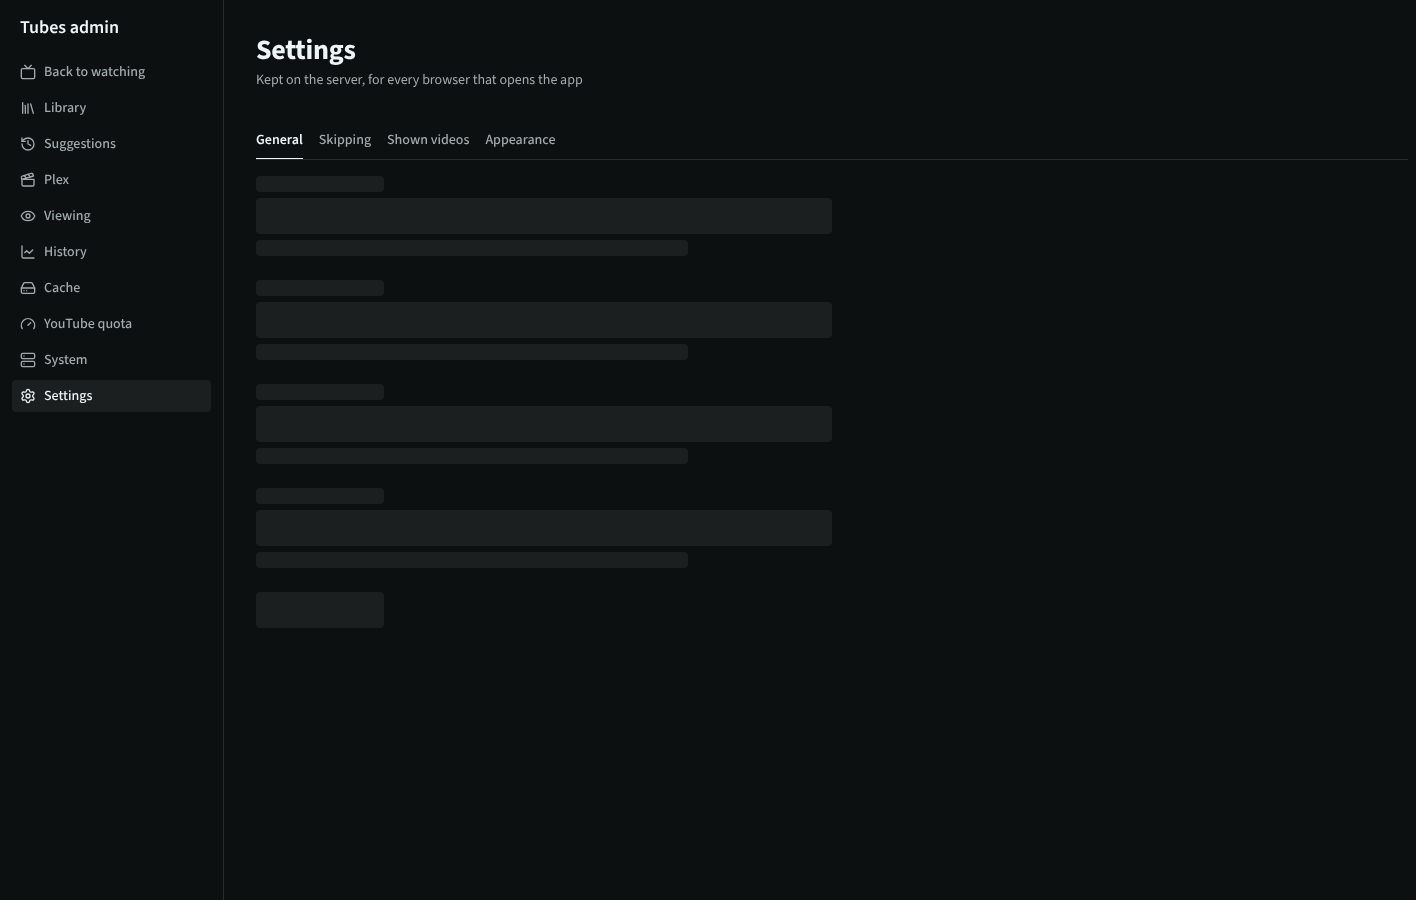 Tubes admin
Back to watching
Library
Suggestions
Plex
Viewing
History
Cache
YouTube quota
System
Settings
Settings
Kept on the server, for every browser that opens the app
General
Skipping
Shown videos
Appearance